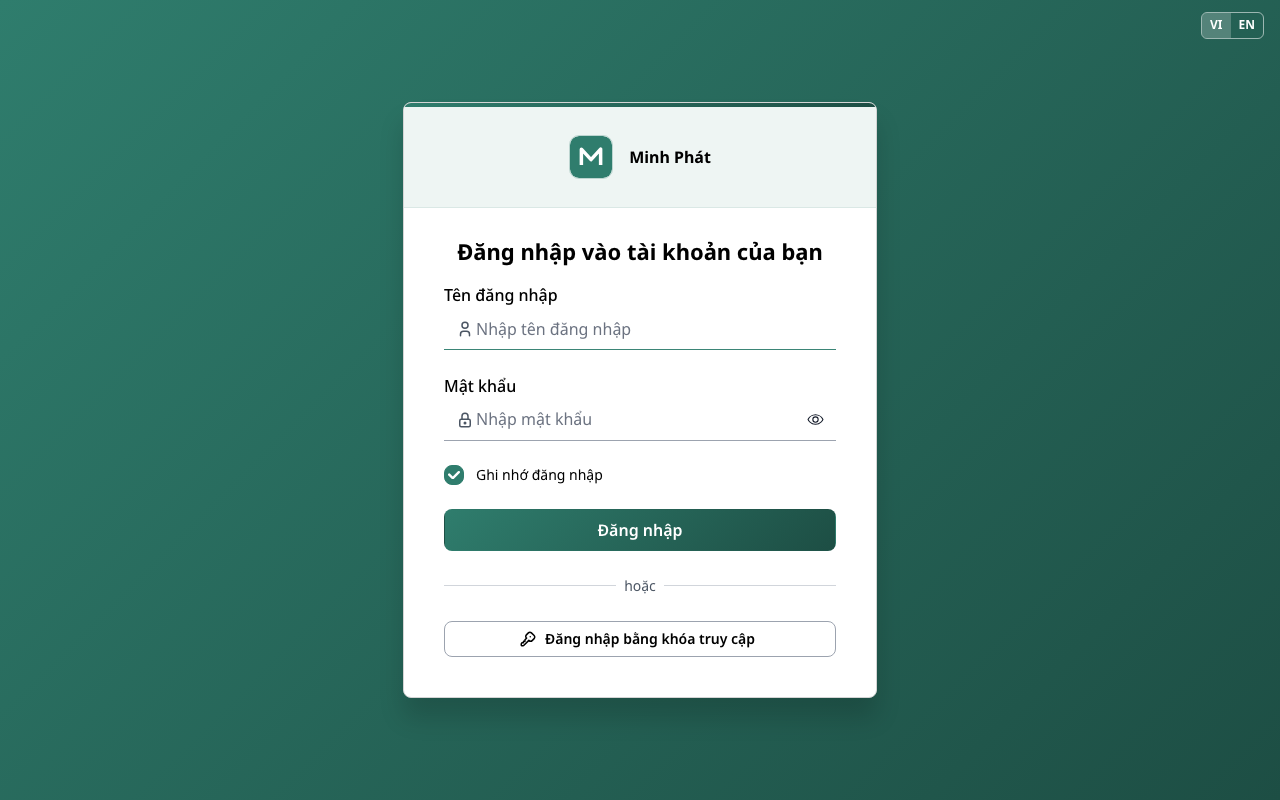 VI EN
Minh Phát
Đăng nhập vào tài khoản của bạn
Tên đăng nhập
Nhập tên đăng nhập
Mật khẩu
Nhập mật khẩu
Ghi nhớ đăng nhập
Đăng nhập
hoặc
Đăng nhập bằng khóa truy cập